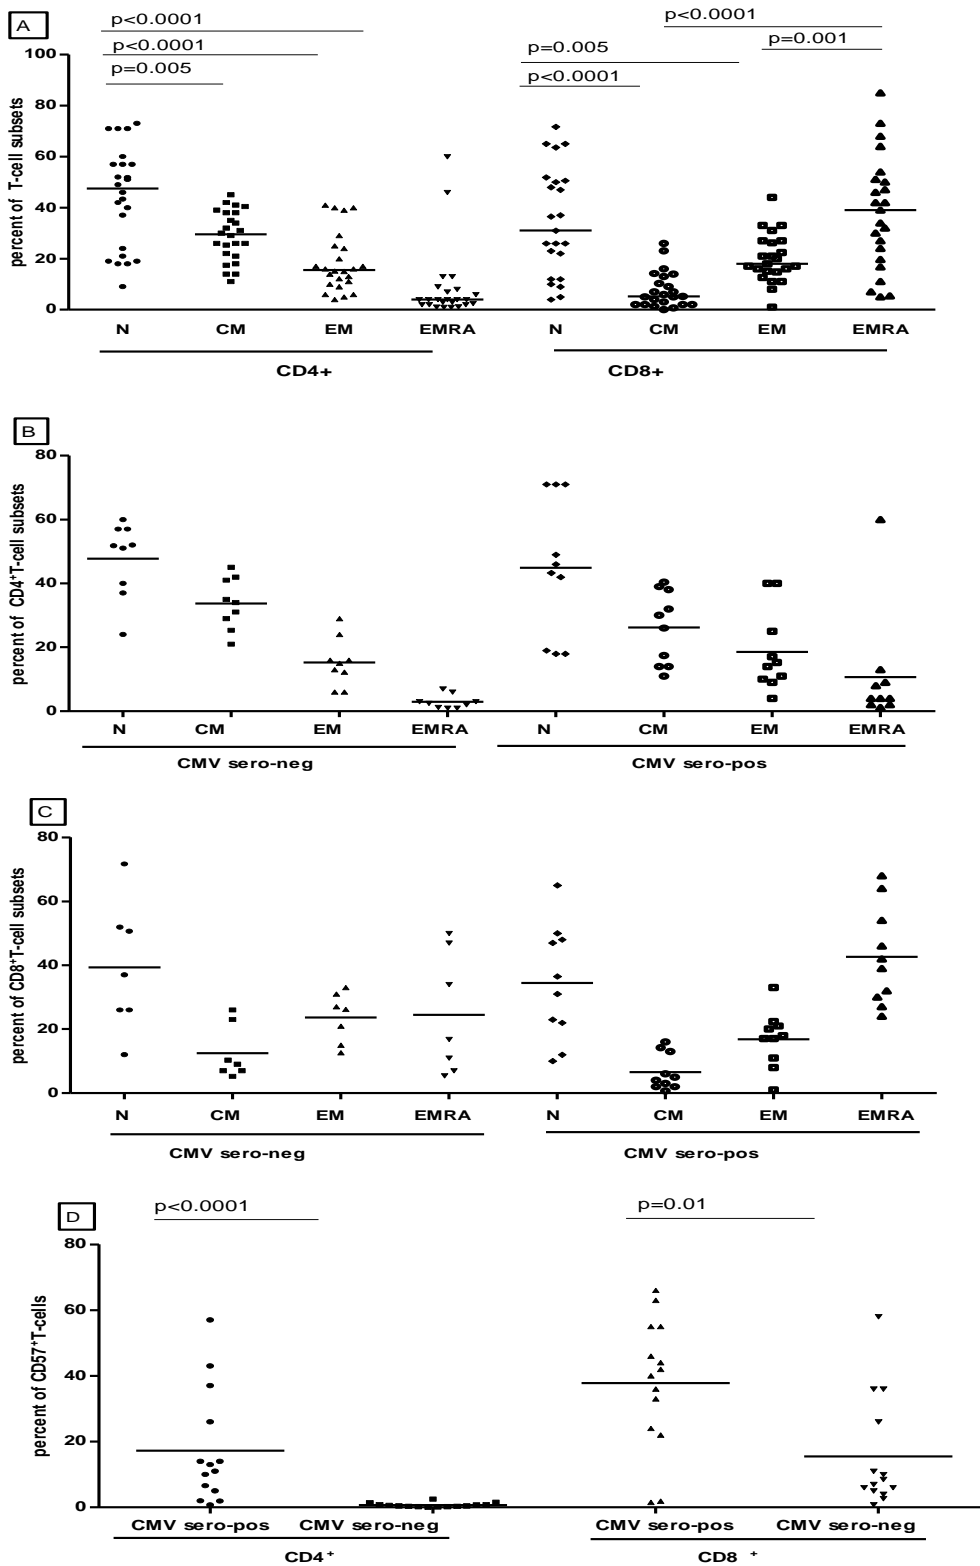 A
p<0.0001
p<0.0001
p<0.0001
p=0.001
p=0.005
p<0.0001
p=0.005
p<0.0001
percent of T-cell subsets
100
80
60
40
20
0
N CM EM EMRA N CM EM EMRA
CD4+ CD8+
B
percent of CD4+T-cell subsets
80
60
40
20
0
N CM EM EMRA N CM EM EMRA
CMV sero-neg CMV sero-pos
C
percent of CD8+T-cell subsets
80
60
40
20
0
N CM EM EMRA N CM EM EMRA
CMV sero-neg CMV sero-pos
D
p<0.0001 p=0.01
percent of CD57+T-cells
80
60
40
20
0
CMV sero-pos CMV sero-neg CMV sero-pos CMV sero-neg
CD4+ CD8 +